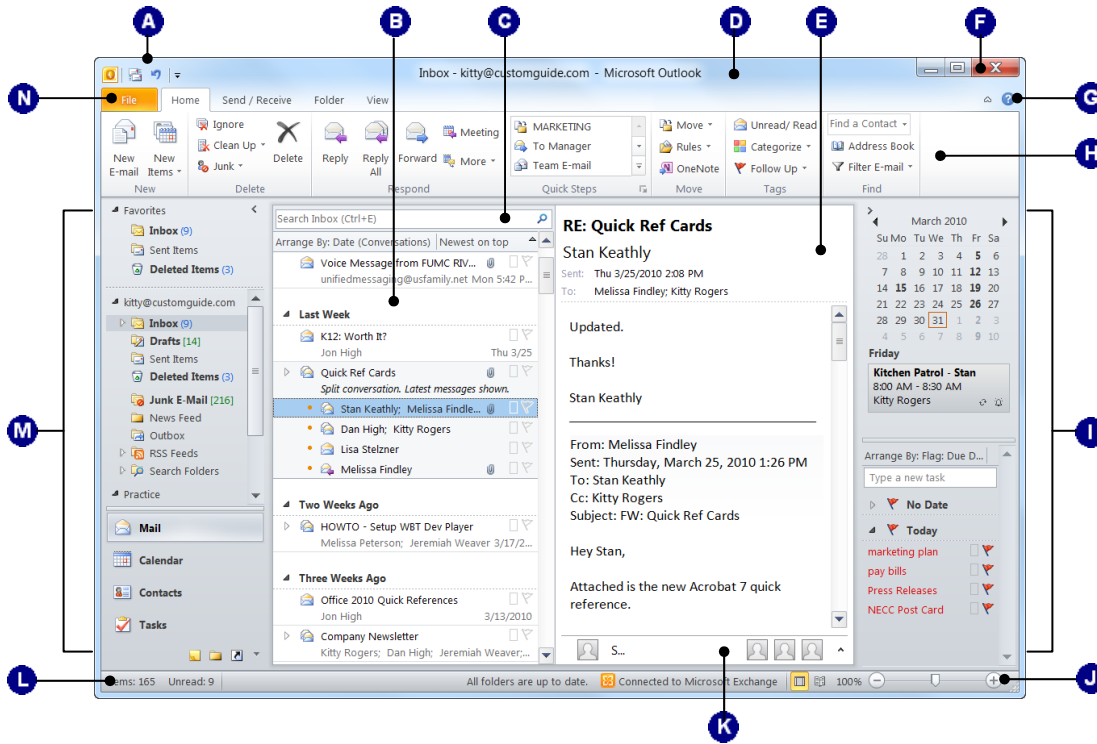 A
B
C
D
E
F
Inbox - kitty@customguide.com - Microsoft Outlook
N
File Home Send / Receive Folder View
G
New E-mail
New Items
New
Ignore
Clean Up
Junk
Delete
Delete
Reply
Reply All
Forward
Meeting
More
Respond
MARKETING
To Manager
Team E-mail
Quick Steps
Move
Rules
OneNote
Move
Unread/ Read
Categorize
Follow Up
Tags
Find a Contact
Address Book
Filter E-mail
Find
H
Favorites
Inbox (9)
Sent Items
Deleted Items (3)
kitty@customguide.com
Inbox (9)
Drafts [14]
Sent Items
Deleted Items (3)
Junk E-Mail [216]
News Feed
Outbox
RSS Feeds
Search Folders
Practice
M
Mail
Calendar
Contacts
Tasks
Search Inbox (Ctrl+E)
Arrange By: Date (Conversations) Newest on top
Voice Message from FUMC RIV...
unifiedmessaging@usfamily.net Mon 5:42 P...
Last Week
K12: Worth It?
Jon High Thu 3/25
Quick Ref Cards
Split conversation. Latest messages shown.
Stan Keathly; Melissa Findle...
Dan High; Kitty Rogers
Lisa Stelzner
Melissa Findley
Two Weeks Ago
HOWTO - Setup WBT Dev Player
Melissa Peterson; Jeremiah Weaver 3/17/2...
Three Weeks Ago
Office 2010 Quick References
Jon High 3/13/2010
Company Newsletter
Kitty Rogers; Dan High; Jeremiah Weaver;...
RE: Quick Ref Cards
Stan Keathly
Sent: Thu 3/25/2010 2:08 PM
To: Melissa Findley; Kitty Rogers
Updated.
Thanks!
Stan Keathly
From: Melissa Findley
Sent: Thursday, March 25, 2010 1:26 PM
To: Stan Keathly
Cc: Kitty Rogers
Subject: FW: Quick Ref Cards
Hey Stan,
Attached is the new Acrobat 7 quick
reference.
S...
March 2010
Su Mo Tu We Th Fr Sa
28 1 2 3 4 5 6
7 8 9 10 11 12 13
14 15 16 17 18 19 20
21 22 23 24 25 26 27
28 29 30 31 1 2 3
4 5 6 7 8 9 10
Friday
Kitchen Patrol - Stan
8:00 AM - 8:30 AM
Kitty Rogers
I
Arrange By: Flag: Due D...
Type a new task
No Date
Today
marketing plan
pay bills
Press Releases
NECC Post Card
L
Items: 165 Unread: 9
All folders are up to date. Connected to Microsoft Exchange 100%
J
K